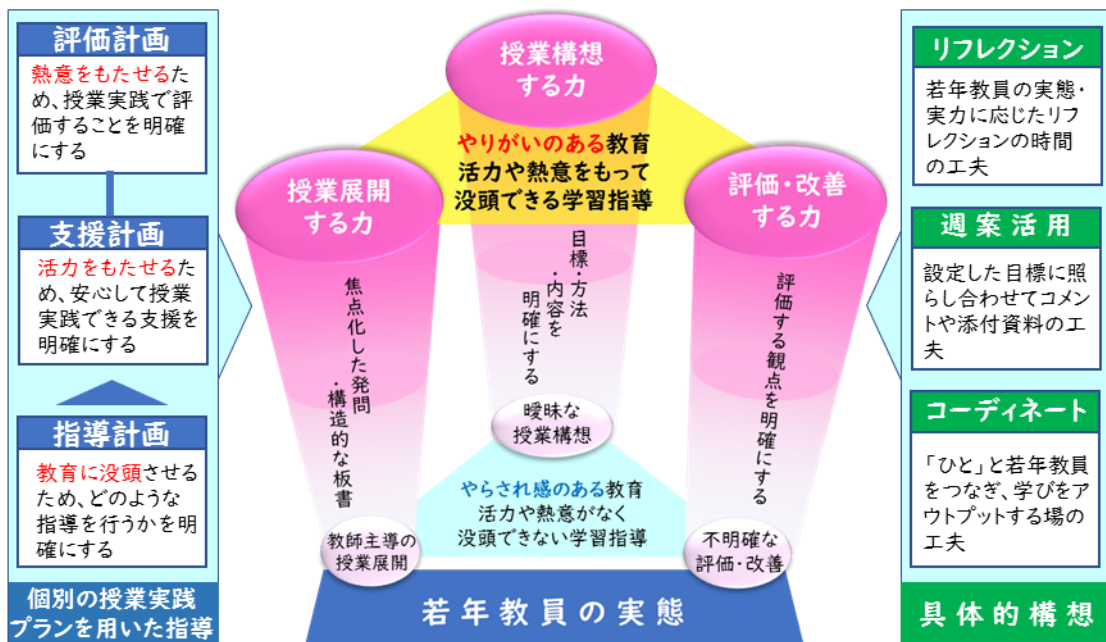 評価計画
熱意をもたせるた
め、授業実践で評
価することを明確
にする
支援計画
活力をもたせるた
め、安心して授業
実践できる支援を
明確にする
指導計画
教育に没頭させる
ため、どのような
指導を行うかを明
確にする
個別の授業実践
プランを用いた指導
授業構想
する力
やりがいのある教育
活力や熱意をもって
没頭できる学習指導
授業展開
する力
評価・改善
する力
焦点化した発問
・構造的な板書
目標・方法
・内容を
明確にする
評価する観点を明確にする
曖昧な
授業構想
やらされ感のある教育
活力や熱意がなく
没頭できない学習指導
教師主導の
授業展開
不明確な
評価・改善
若年教員の実態
リフレクション
若年教員の実態・
実力に応じたリフ
レクションの時間
の工夫
週案活用
設定した目標に照
らし合わせてコメン
トや添付資料の工
夫
コーディネート
「ひと」と若年教員
をつなぎ、学びをア
ウトプットする場の
工夫
具体的構想